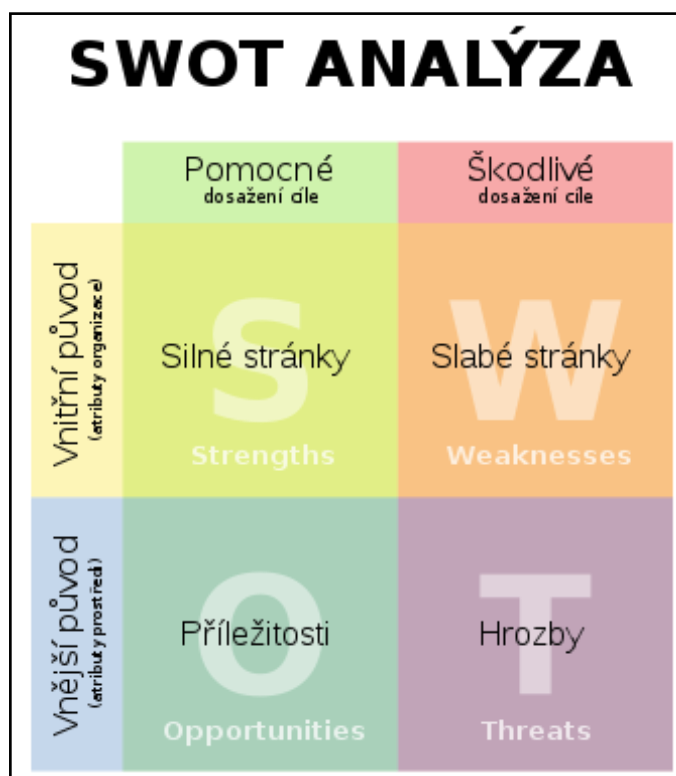 SWOT ANALÝZA
Pomocné
dosažení cíle
Škodlivé
dosažení cíle
Vnitřní původ
(atributy organizace)
S
Silné stránky
Strengths
W
Slabé stránky
Weaknesses
Vnější původ
(atributy prostředí)
O
Příležitosti
Opportunities
T
Hrozby
Threats